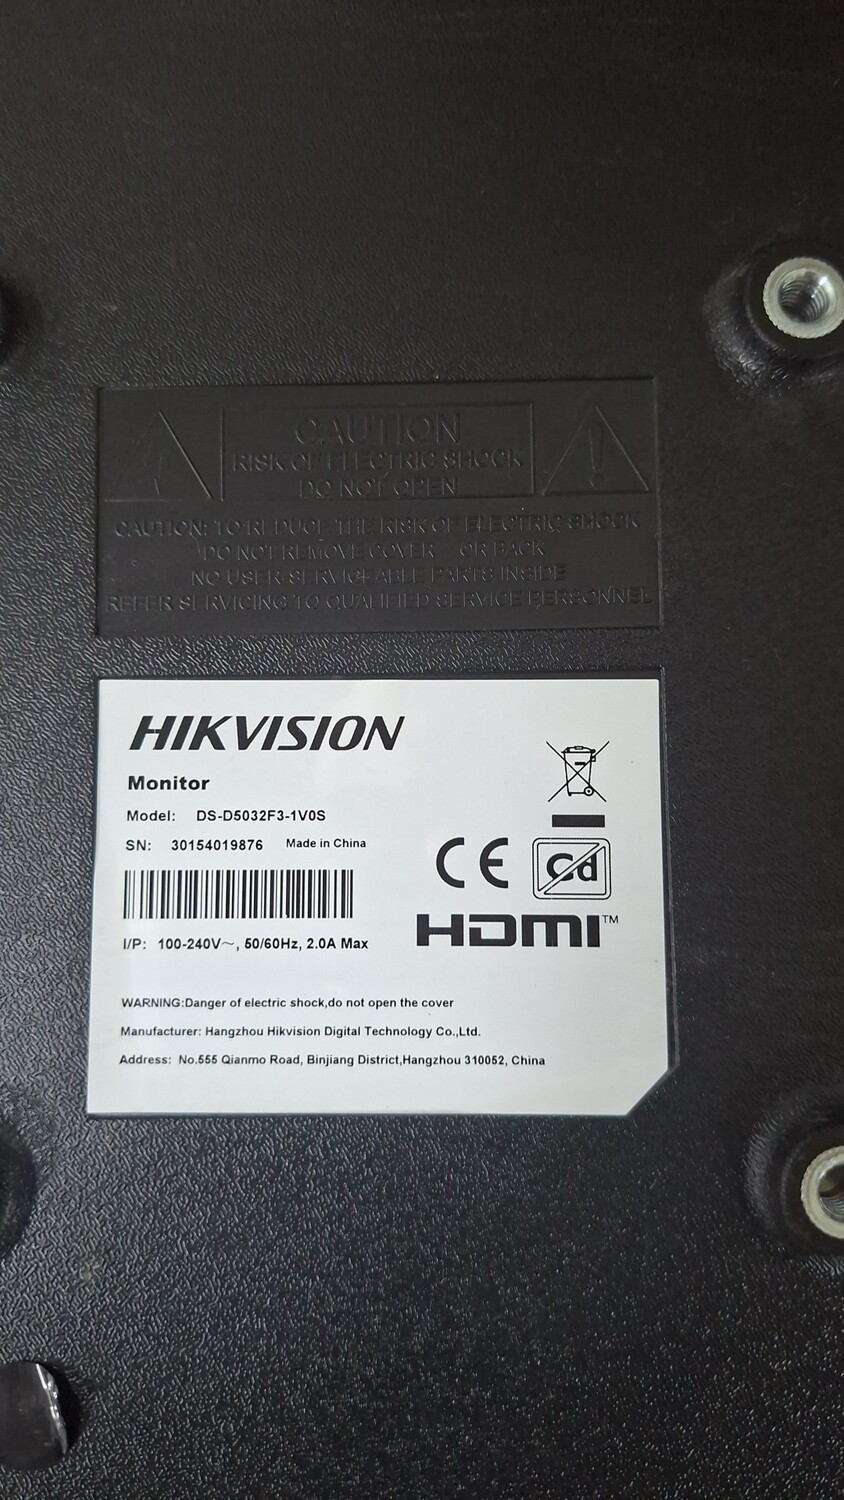 CAUTION
RISK OF ELECTRIC SHOCK
DO NOT OPEN
CAUTION: TO REDUCE THE RISK OF ELECTRIC SHOCK
DO NOT REMOVE COVER OR BACK
NO USER SERVICEABLE PARTS INSIDE
REFER SERVICING TO QUALIFIED SERVICE PERSONNEL
HIKVISION
Monitor
Model: DS-D5032F3-1V0S
SN: 30154019876 Made in China
CE Cd
HDMI™
I/P: 100-240V~, 50/60Hz, 2.0A Max
WARNING:Danger of electric shock,do not open the cover
Manufacturer: Hangzhou Hikvision Digital Technology Co.,Ltd.
Address: No.555 Qianmo Road, Binjiang District,Hangzhou 310052, China